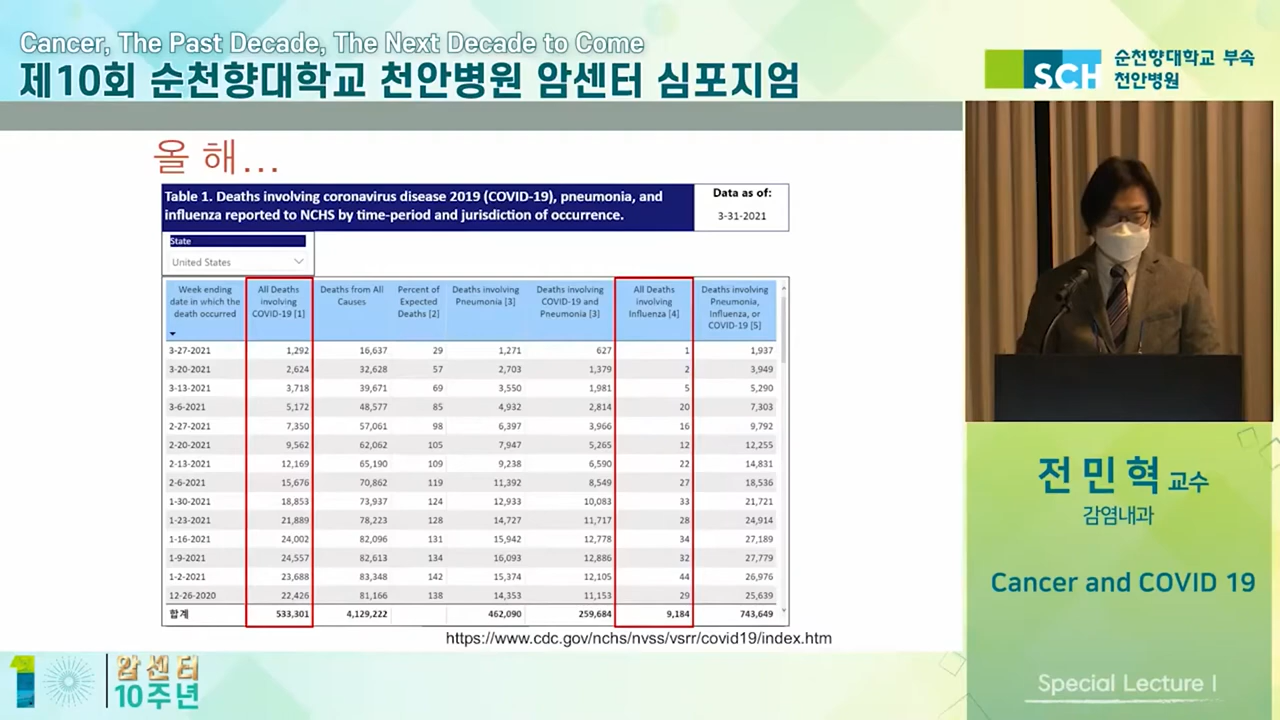 Cancer, The Past Decade, The Next Decade to Come
제10회 순천향대학교 천안병원 암센터 심포지엄
SCH
순천향대학교 부속
천안병원
올 해...
Table 1. Deaths involving coronavirus disease 2019 (COVID-19), pneumonia, and
influenza reported to NCHS by time-period and jurisdiction of occurrence.
Data as of:
3-31-2021
State
United States
Week ending
date in which the
death occurred
All Deaths
involving
COVID-19 [1]
Deaths from All
Causes
Percent of
Expected
Deaths [2]
Deaths involving
Pneumonia [3]
Deaths involving
COVID-19 and
Pneumonia [3]
All Deaths
involving
Influenza [4]
Deaths involving
Pneumonia,
Influenza, or
COVID-19 [5]
3-27-2021 1,292 16,637 29 1,271 627 1 1,937
3-20-2021 2,624 32,628 57 2,703 1,379 2 3,949
3-13-2021 3,718 39,671 69 3,550 1,981 5 5,290
3-6-2021 5,172 48,577 85 4,932 2,814 20 7,303
2-27-2021 7,350 57,061 98 6,397 3,966 16 9,792
2-20-2021 9,562 62,062 105 7,947 5,265 12 12,255
2-13-2021 12,169 65,190 109 9,238 6,590 22 14,831
2-6-2021 15,676 70,862 119 11,392 8,549 27 18,536
1-30-2021 18,853 73,937 124 12,933 10,083 33 21,721
1-23-2021 21,889 78,223 128 14,727 11,717 28 24,914
1-16-2021 24,002 82,096 131 15,942 12,778 34 27,189
1-9-2021 24,557 82,613 134 16,093 12,886 32 27,779
1-2-2021 23,688 83,348 142 15,374 12,105 44 26,976
12-26-2020 22,426 81,166 138 14,353 11,153 29 25,639
합계 533,301 4,129,222 462,090 259,684 9,184 743,649
https://www.cdc.gov/nchs/nvss/vsrr/covid19/index.htm
전 민 혁 교수
감염내과
Cancer and COVID 19
Special Lecture I
10
암센터
10주년